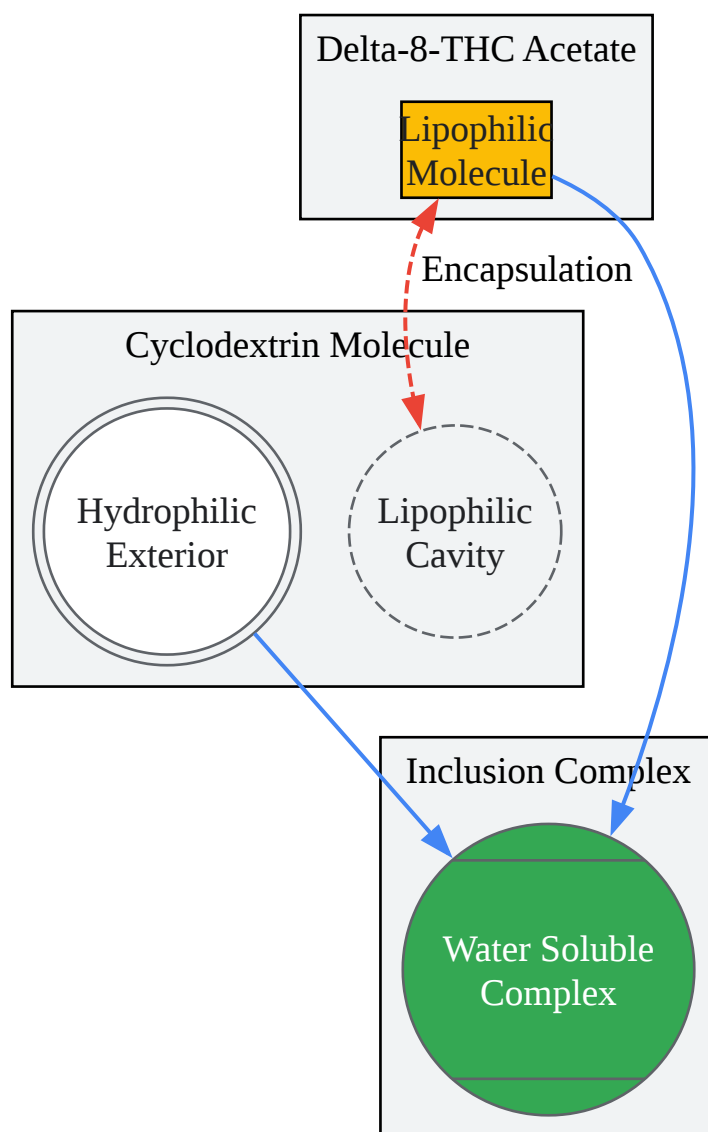 Delta-8-THC Acetate
Lipophilic
Molecule
Encapsulation
Cyclodextrin Molecule
Hydrophilic
Exterior
Lipophilic
Cavity
Inclusion Complex
Water Soluble
Complex